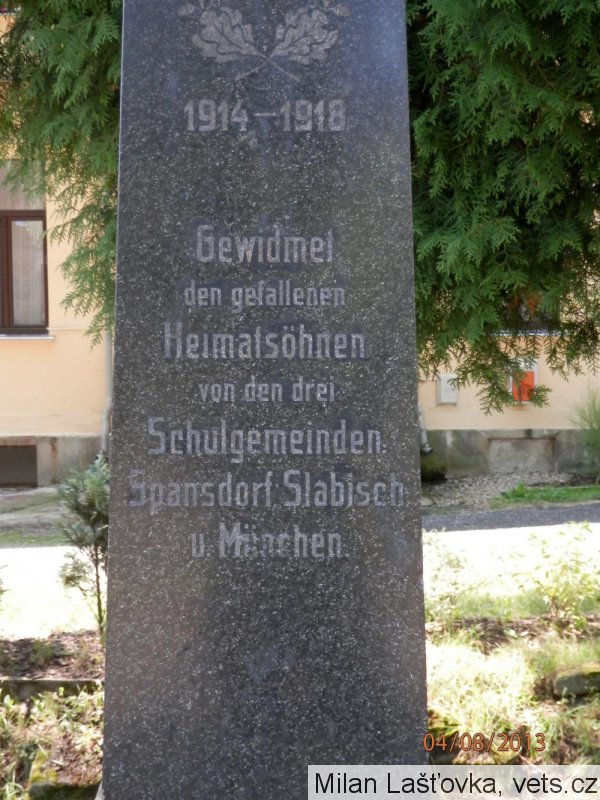 1914-1918
Gewidmet
den gefallenen
Heimatsöhnen
von den drei
Schulgemeinden
Spansdorf, Slabisch
u. München.
04/08/2013
Milan Lašťovka, vets.cz